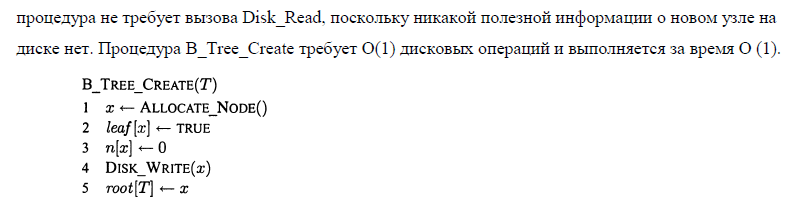 процедура не требует вызова Disk_Read, поскольку никакой полезной информации о новом узле на
диске нет. Процедура B_Tree_Create требует O(1) дисковых операций и выполняется за время O (1).
B_TREE_CREATE(T)
1 x ← ALLOCATE_NODE()
2 leaf[x] ← TRUE
3 n[x] ← 0
4 DISK_WRITE(x)
5 root[T] ← x